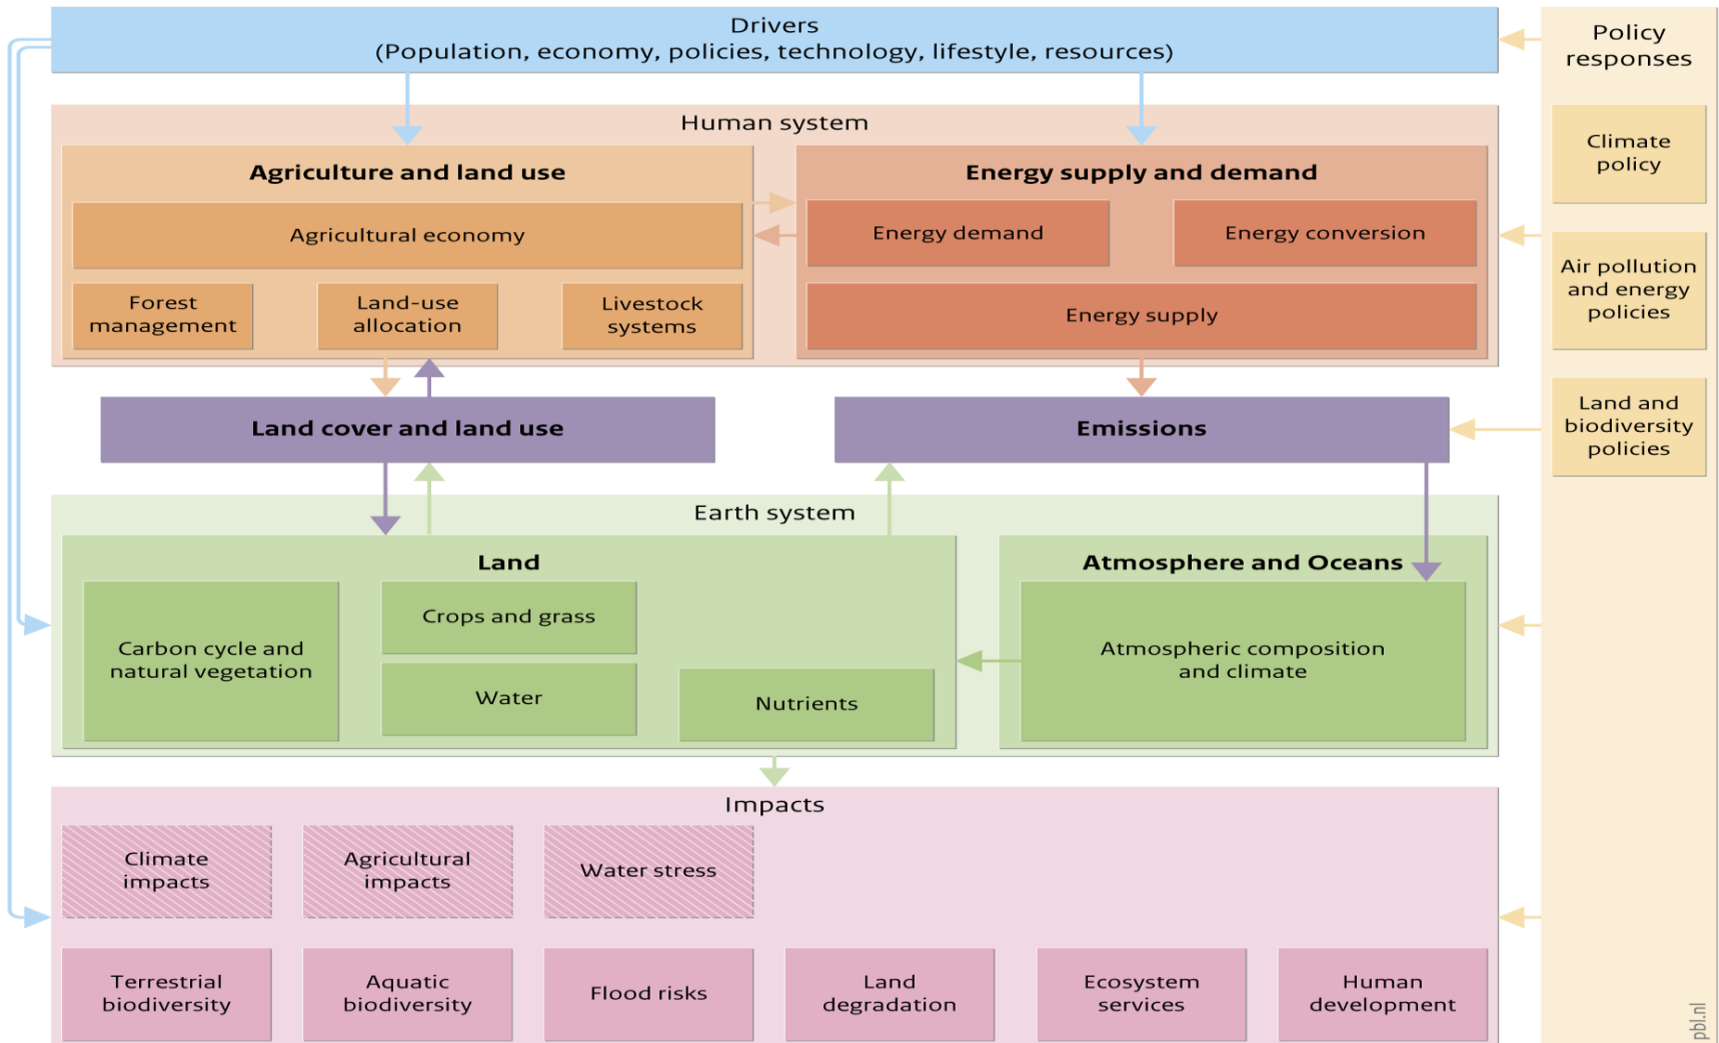 Drivers
(Population, economy, policies, technology, lifestyle, resources)
Policy
responses
Human system
Agriculture and land use
Energy supply and demand
Climate
policy
Agricultural economy
Energy demand
Energy conversion
Air pollution
and energy
policies
Forest
management
Land-use
allocation
Livestock
systems
Energy supply
Land cover and land use
Emissions
Land and
biodiversity
policies
Earth system
Land
Atmosphere and Oceans
Carbon cycle and
natural vegetation
Crops and grass
Water
Nutrients
Atmospheric composition
and climate
Impacts
Climate
impacts
Agricultural
impacts
Water stress
Terrestrial
biodiversity
Aquatic
biodiversity
Flood risks
Land
degradation
Ecosystem
services
Human
development
pbl.nl